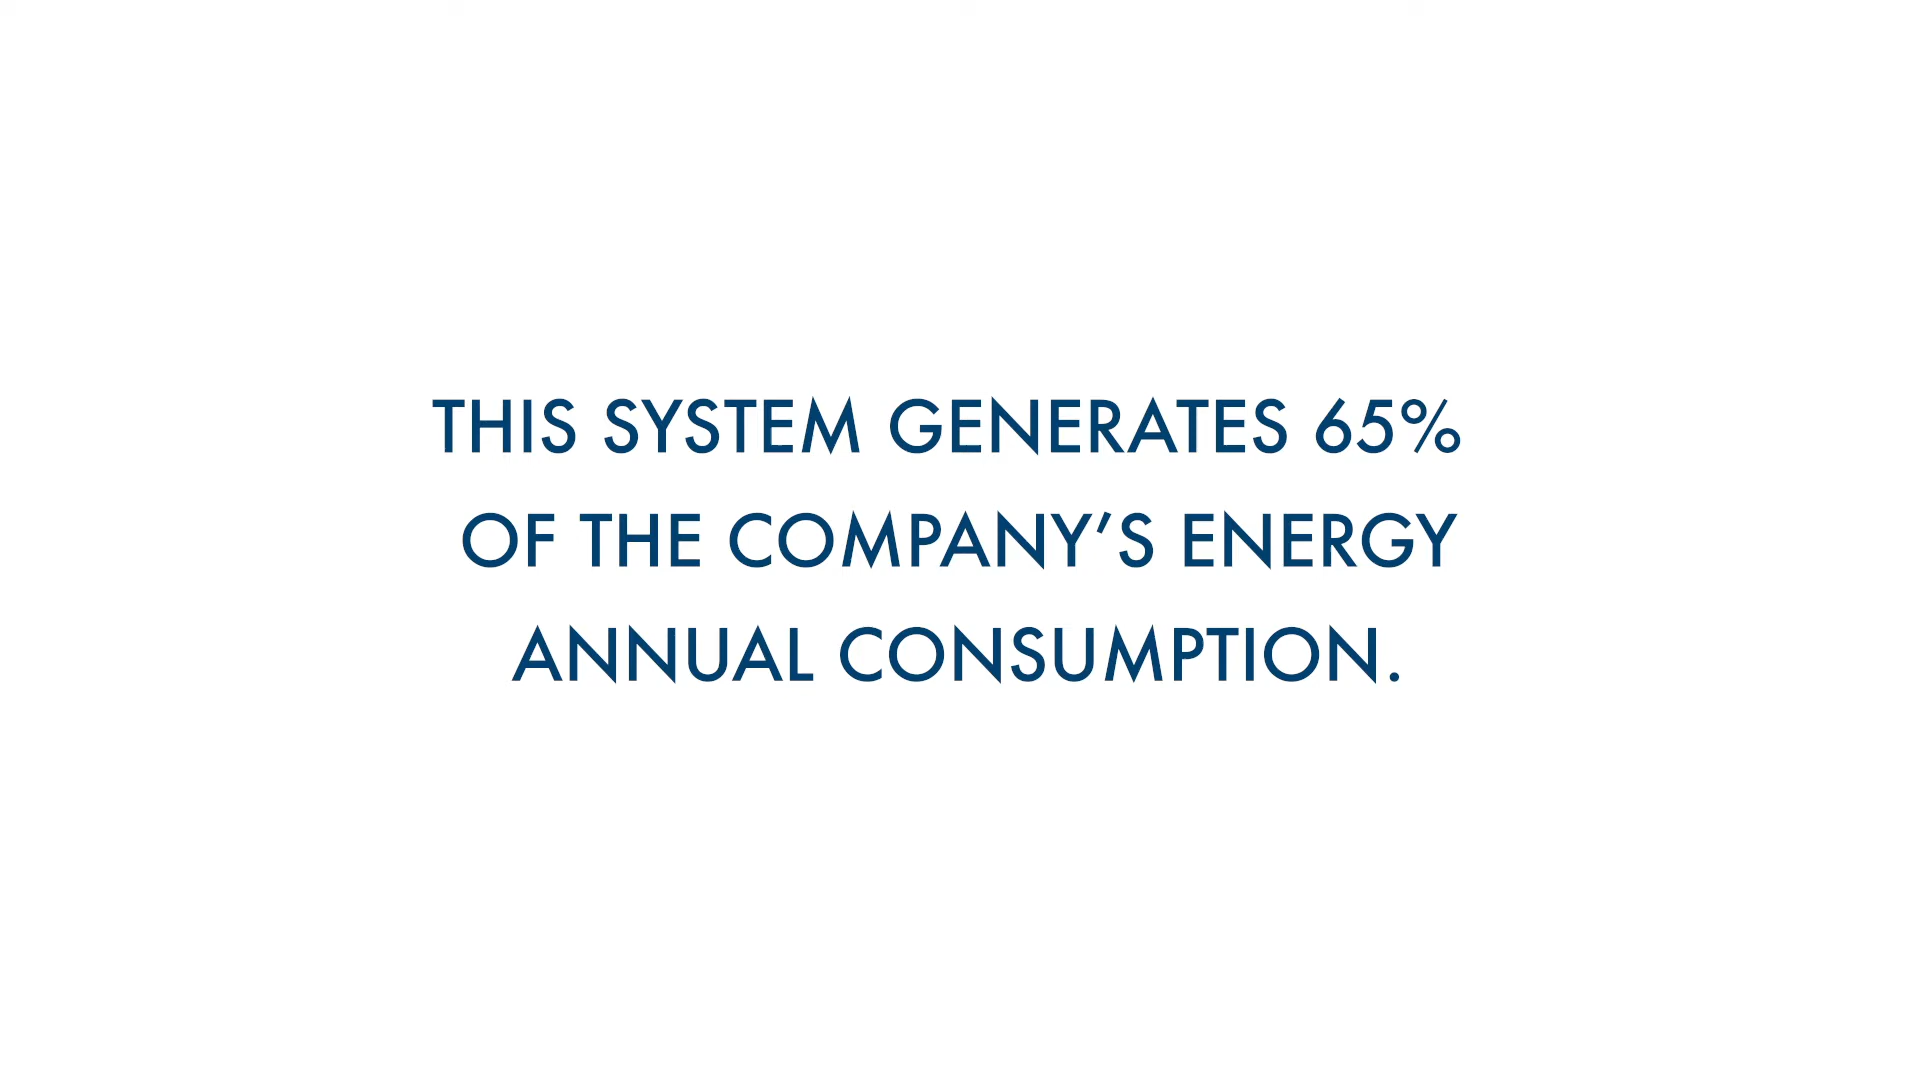 THIS SYSTEM GENERATES 65%
OF THE COMPANY’S ENERGY
ANNUAL CONSUMPTION.